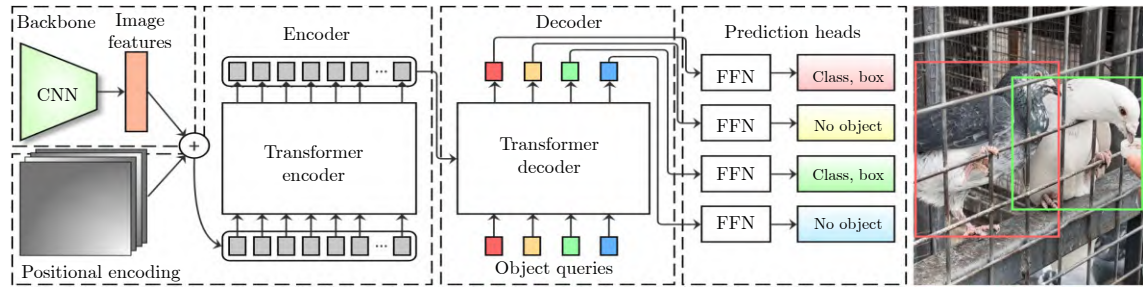 Backbone
Image
features
CNN
+
Positional encoding
Encoder
...
Transformer
encoder
...
Decoder
Transformer
decoder
Object queries
Prediction heads
FFN
Class, box
FFN
No object
FFN
Class, box
FFN
No object